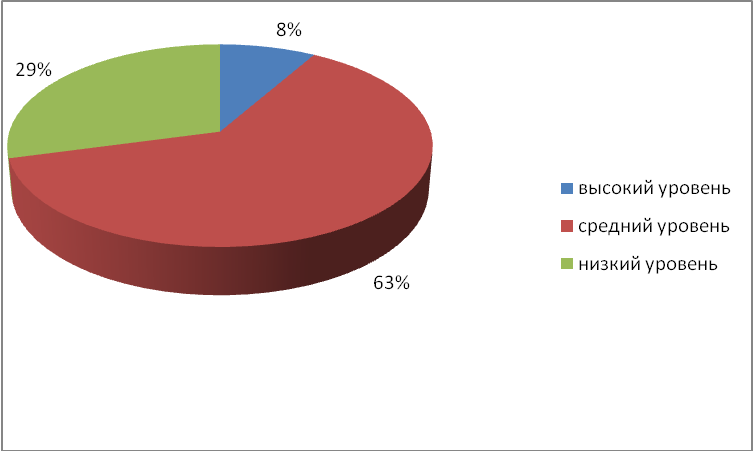 8%
29%
63%
высокий уровень
средний уровень
низкий уровень